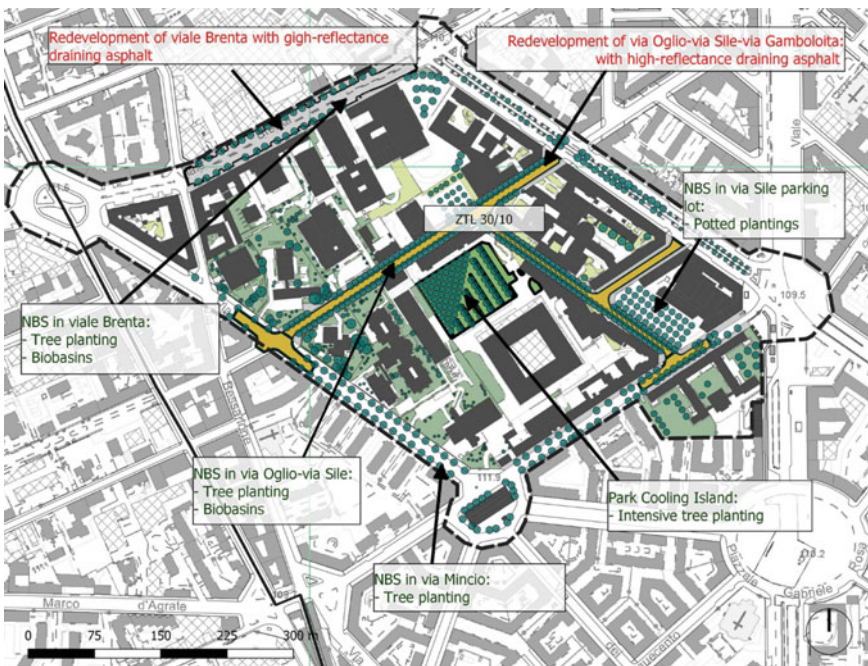 Redevelopment of viale Brenta with gigh-reflectance
draining asphalt
Redevelopment of via Oglio-via Sile-via Gamboloita:
with high-reflectance draining asphalt
Viale
NBS in via Sile parking
lot:
- Potted plantings
ZTL 30/10
109.5
NBS in viale Brenta:
- Tree planting
- Biobasins
Bessarione
NBS in via Oglio-via Sile:
- Tree planting
- Biobasins
111.9
Park Cooling Island:
- Intensive tree planting
NBS in via Mincio:
- Tree planting
Piazzale
Gabriele
Rosa
Marco d'Agrate
Via
dei
0 75 150 225 300 m